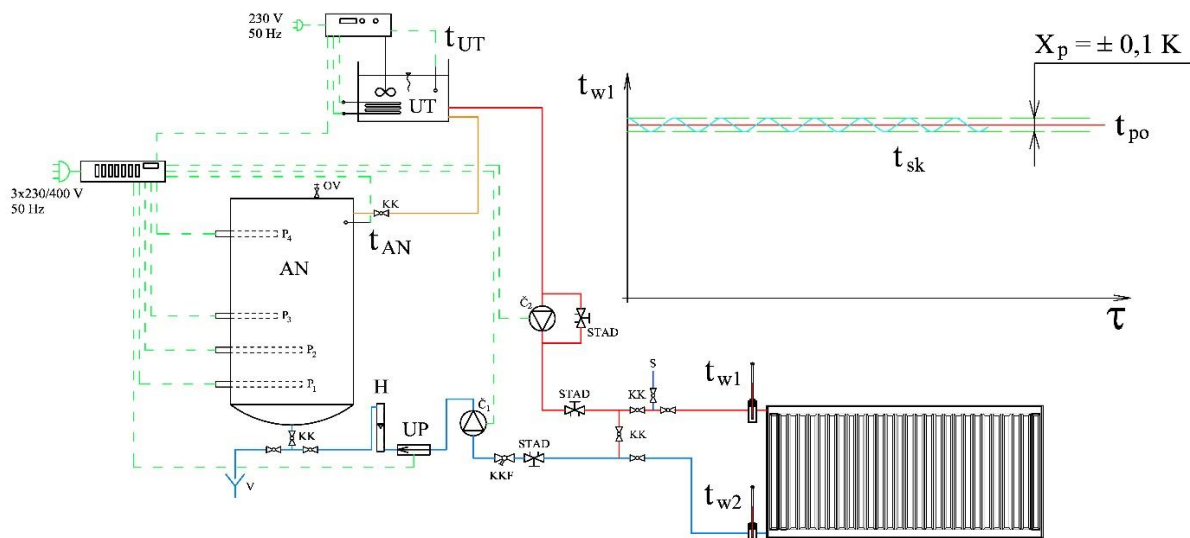 230 V
50 Hz
t_UT
UT
X_p = ± 0,1 K
t_w1
t_po
t_sk
τ
3x230/400 V
50 Hz
OV
KK
t_AN
P_4
AN
P_3
P_2
P_1
Č_2
STAD
H
UP
Č_1
KK
V
KKF
STAD
STAD
KK
S
KK
t_w1
t_w2